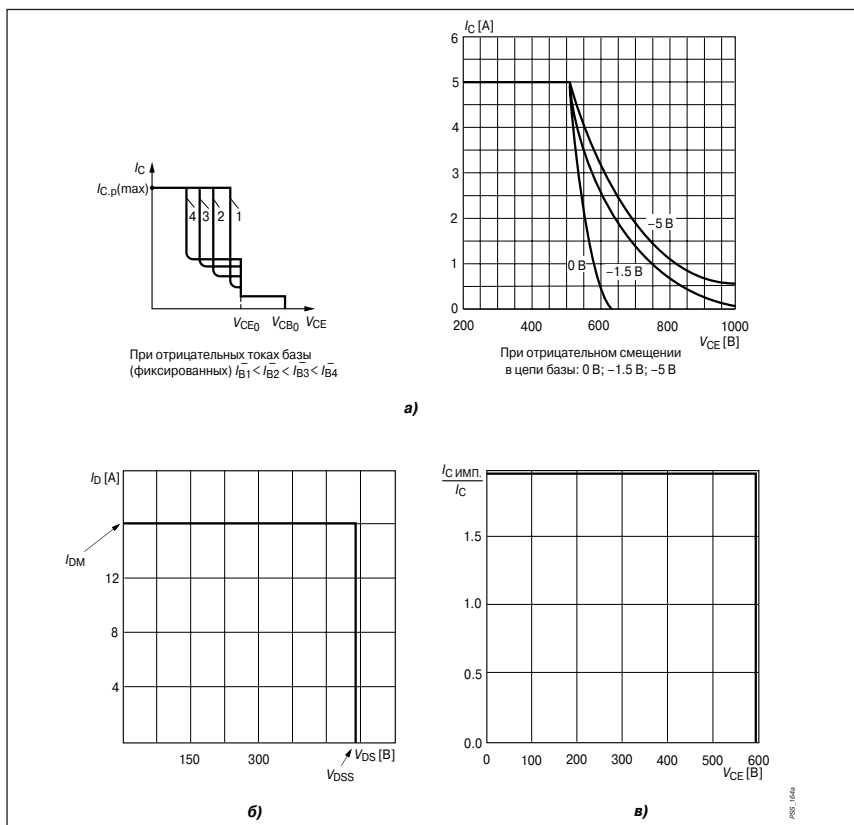 I_C [A]
6
5
4
3
2
1
0
200
400
600
800
1000
V_CE [В]
–5 В
–1.5 В
0 В
При отрицательном смещении
в цепи базы: 0 В; –1.5 В; –5 В
I_C
I_C.p(max)
4
3
2
1
V_CE0
V_CB0
V_CE
При отрицательных токах базы
(фиксированных) I_B1̄ < I_B2̄ < I_B3̄ < I_B4̄
а)
I_D [A]
I_DM
12
8
4
150
300
V_DS [В]
V_DSS
б)
I_C ИМП.
I_C
1.5
1.0
0.5
0.0
0
100
200
300
400
500
600
V_CE [В]
в)
PSS_164a